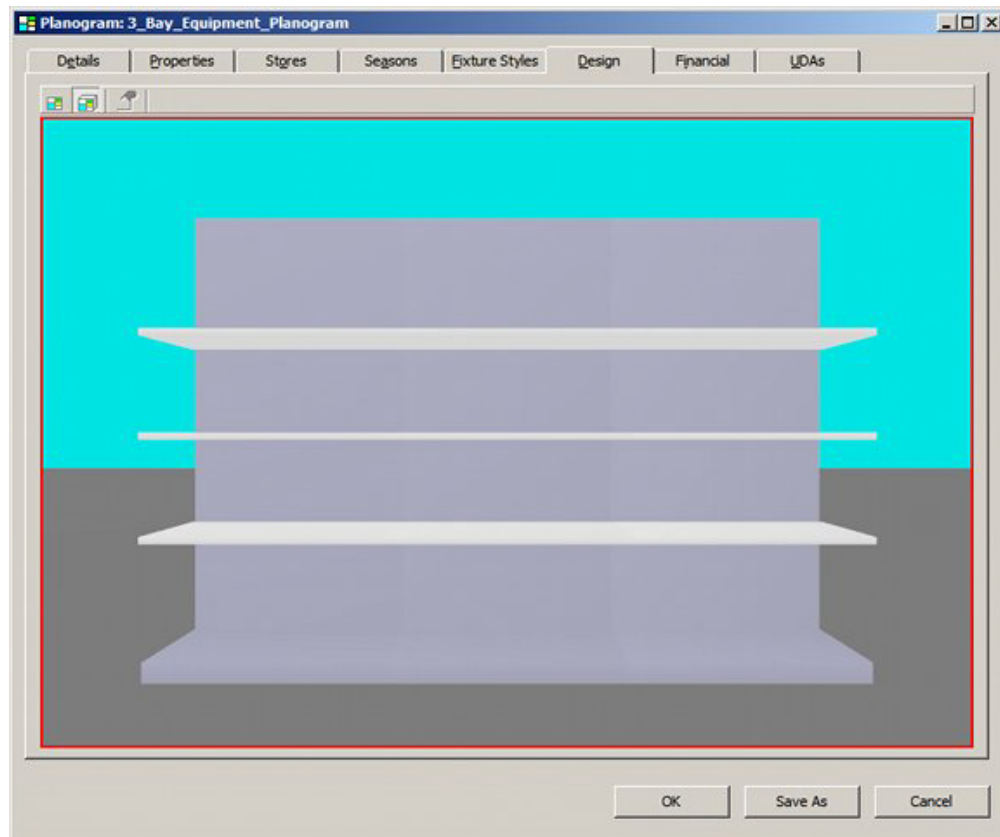 Planogram: 3_Bay_Equipment_Planogram
Details Properties Stores Seasons Fixture Styles Design Financial UDAs
OK Save As Cancel